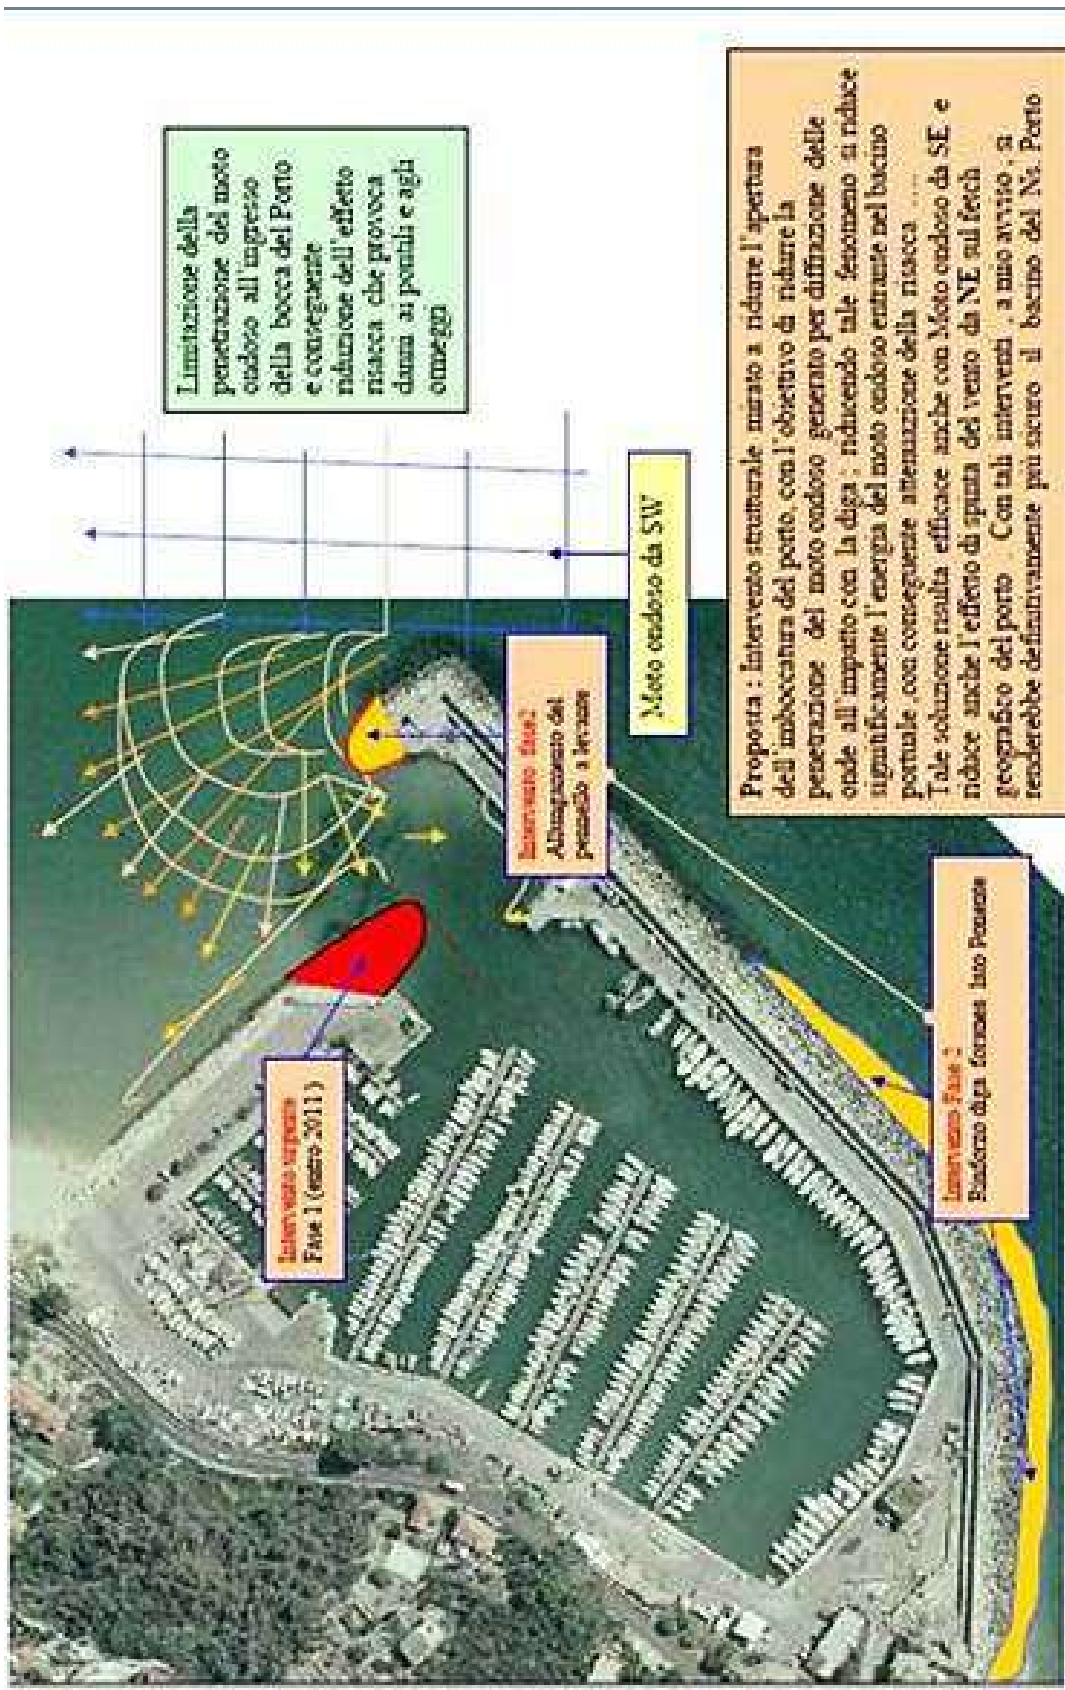 Limitazione della
penetrazione del moto
ondoso all'ingresso
della bocca del Porto
e conseguente
riduzione dell'effetto
risacca che provoca
danni ai pontili e agli
ormeggi
Moto ondoso da SW
Intervento fase2
Allungamento del
pennello a levante
Intervento urgente
Fase 1 (entro 2011)
Intervento Fase 2
Rinforzo diga foranea lato Ponente
Proposta : Intervento strutturale mirato a ridurre l'apertura
dell'imboccatura del porto, con l'obiettivo di ridurre la
penetrazione del moto ondoso generato per diffrazione delle
onde all'impatto con la diga ; riducendo tale fenomeno si riduce
significamente l'energia del moto ondoso entrante nel bacino
portuale ,con conseguente attenuazione della risacca ....
Tale soluzione risulta efficace anche con Moto ondoso da SE e
riduce anche l'effetto di spinta del vento da NE sul fetch
geografico del porto . Con tali interventi , a mio avviso , si
renderebbe definitivamente più sicuro il bacino del Ns. Porto